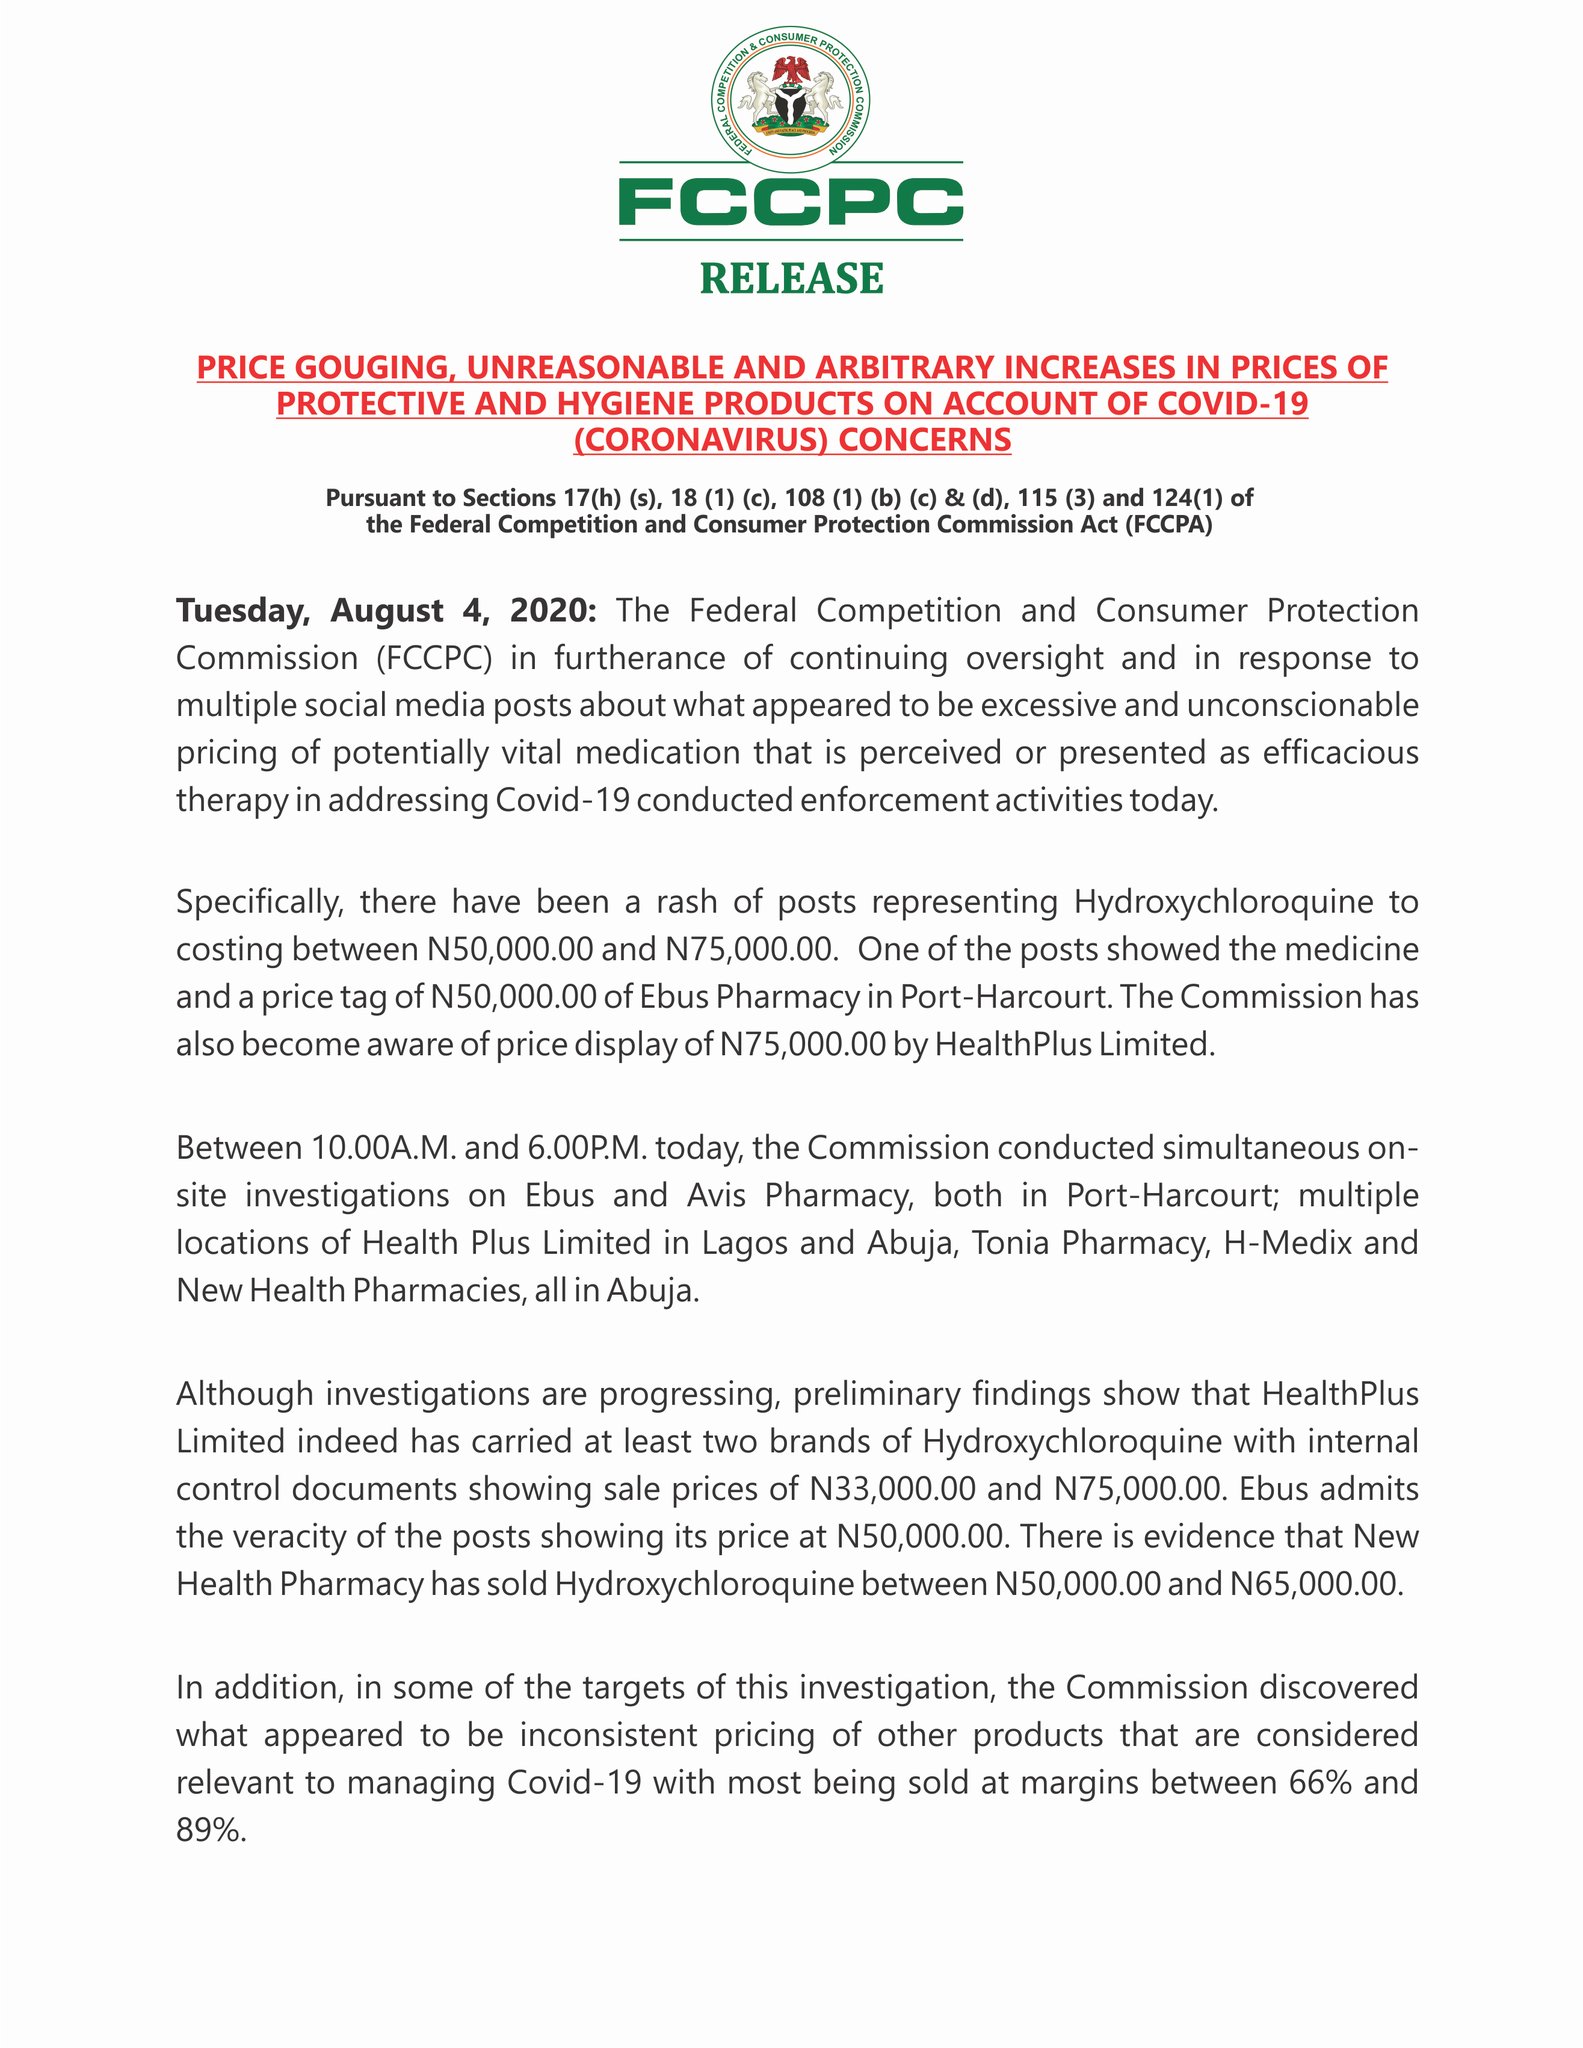 FEDERAL COMPETITION & CONSUMER PROTECTION COMMISSION
FCCPC
RELEASE
PRICE GOUGING, UNREASONABLE AND ARBITRARY INCREASES IN PRICES OF
PROTECTIVE AND HYGIENE PRODUCTS ON ACCOUNT OF COVID-19
(CORONAVIRUS) CONCERNS
Pursuant to Sections 17(h) (s), 18 (1) (c), 108 (1) (b) (c) & (d), 115 (3) and 124(1) of
the Federal Competition and Consumer Protection Commission Act (FCCPA)
Tuesday, August 4, 2020: The Federal Competition and Consumer Protection
Commission (FCCPC) in furtherance of continuing oversight and in response to
multiple social media posts about what appeared to be excessive and unconscionable
pricing of potentially vital medication that is perceived or presented as efficacious
therapy in addressing Covid-19 conducted enforcement activities today.
Specifically, there have been a rash of posts representing Hydroxychloroquine to
costing between N50,000.00 and N75,000.00. One of the posts showed the medicine
and a price tag of N50,000.00 of Ebus Pharmacy in Port-Harcourt. The Commission has
also become aware of price display of N75,000.00 by HealthPlus Limited.
Between 10.00A.M. and 6.00P.M. today, the Commission conducted simultaneous on-
site investigations on Ebus and Avis Pharmacy, both in Port-Harcourt; multiple
locations of Health Plus Limited in Lagos and Abuja, Tonia Pharmacy, H-Medix and
New Health Pharmacies, all in Abuja.
Although investigations are progressing, preliminary findings show that HealthPlus
Limited indeed has carried at least two brands of Hydroxychloroquine with internal
control documents showing sale prices of N33,000.00 and N75,000.00. Ebus admits
the veracity of the posts showing its price at N50,000.00. There is evidence that New
Health Pharmacy has sold Hydroxychloroquine between N50,000.00 and N65,000.00.
In addition, in some of the targets of this investigation, the Commission discovered
what appeared to be inconsistent pricing of other products that are considered
relevant to managing Covid-19 with most being sold at margins between 66% and
89%.